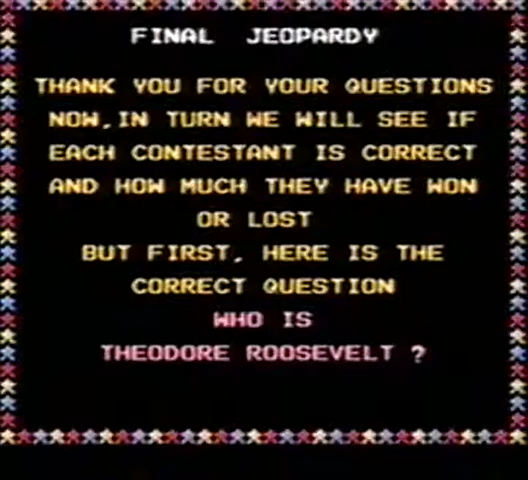 FINAL JEOPARDY
THANK YOU FOR YOUR QUESTIONS
NOW,IN TURN WE WILL SEE IF
EACH CONTESTANT IS CORRECT
AND HOW MUCH THEY HAVE WON
OR LOST
BUT FIRST, HERE IS THE
CORRECT QUESTION
WHO IS
THEODORE ROOSEVELT ?